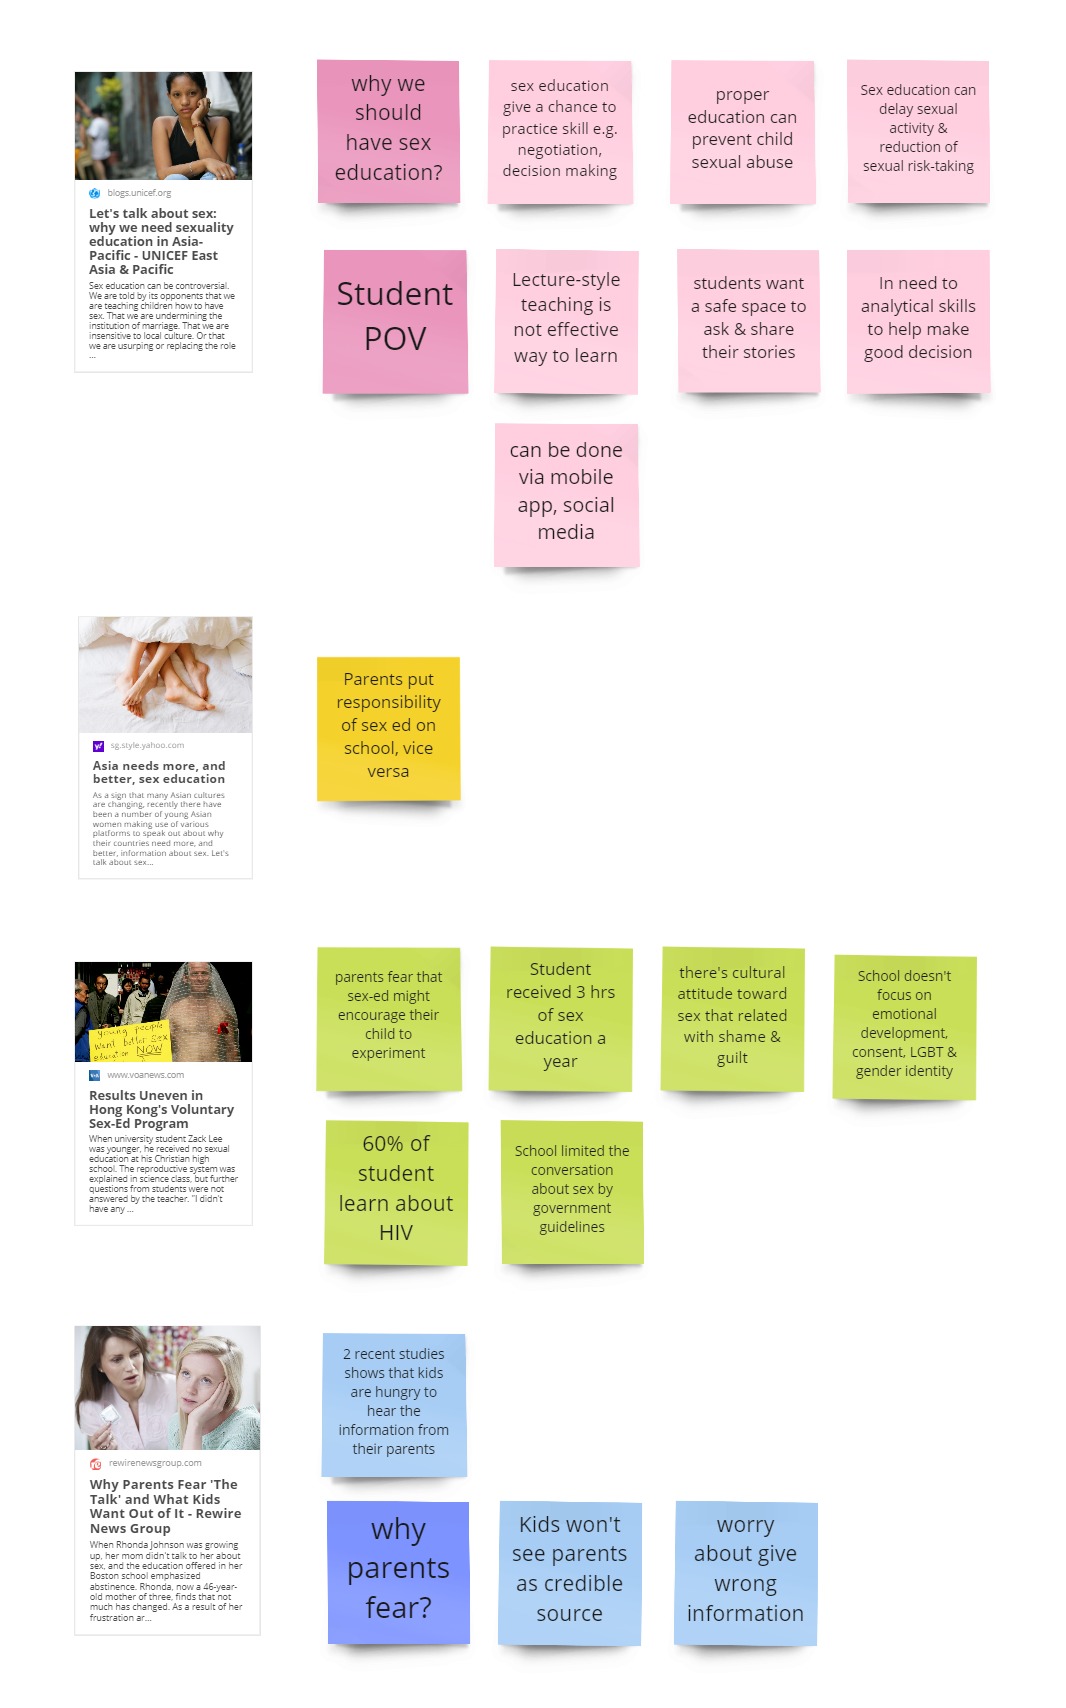 blogs.unicef.org
Let's talk about sex:
why we need sexuality
education in Asia-
Pacific - UNICEF East
Asia & Pacific
Sex education can be controversial.
We are told by its opponents that we
are teaching children how to have
sex. That we are undermining the
institution of marriage. That we are
insensitive to local culture. Or that
we are usurping or replacing the role
...
why we
should
have sex
education?
sex education
give a chance to
practice skill e.g.
negotiation,
decision making
proper
education can
prevent child
sexual abuse
Sex education can
delay sexual
activity &
reduction of
sexual risk-taking
Student
POV
Lecture-style
teaching is
not effective
way to learn
students want
a safe space to
ask & share
their stories
In need to
analytical skills
to help make
good decision
can be done
via mobile
app, social
media
sg.style.yahoo.com
Asia needs more, and
better, sex education
As a sign that many Asian cultures
are changing, recently there have
been a number of young Asian
women making use of various
platforms to speak out about why
their countries need more, and
better, information about sex. Let's
talk about sex...
Parents put
responsibility
of sex ed on
school, vice
versa
young people
want better sex
education NOW
www.voanews.com
Results Uneven in
Hong Kong's Voluntary
Sex-Ed Program
When university student Zack Lee
was younger, he received no sexual
education at his Christian high
school. The reproductive system was
explained in science class, but further
questions from students were not
answered by the teacher. "I didn't
have any ...
parents fear that
sex-ed might
encourage their
child to
experiment
Student
received 3 hrs
of sex
education a
year
there's cultural
attitude toward
sex that related
with shame &
guilt
School doesn't
focus on
emotional
development,
consent, LGBT &
gender identity
60% of
student
learn about
HIV
School limited the
conversation
about sex by
government
guidelines
rewirenewsgroup.com
Why Parents Fear 'The
Talk' and What Kids
Want Out of It - Rewire
News Group
When Rhonda Johnson was growing
up, her mom didn't talk to her about
sex, and the education offered in her
Boston school emphasized
abstinence. Rhonda, now a 46-year-
old mother of three, finds that not
much has changed. As a result of her
frustration ar...
2 recent studies
shows that kids
are hungry to
hear the
information from
their parents
why
parents
fear?
Kids won't
see parents
as credible
source
worry
about give
wrong
information